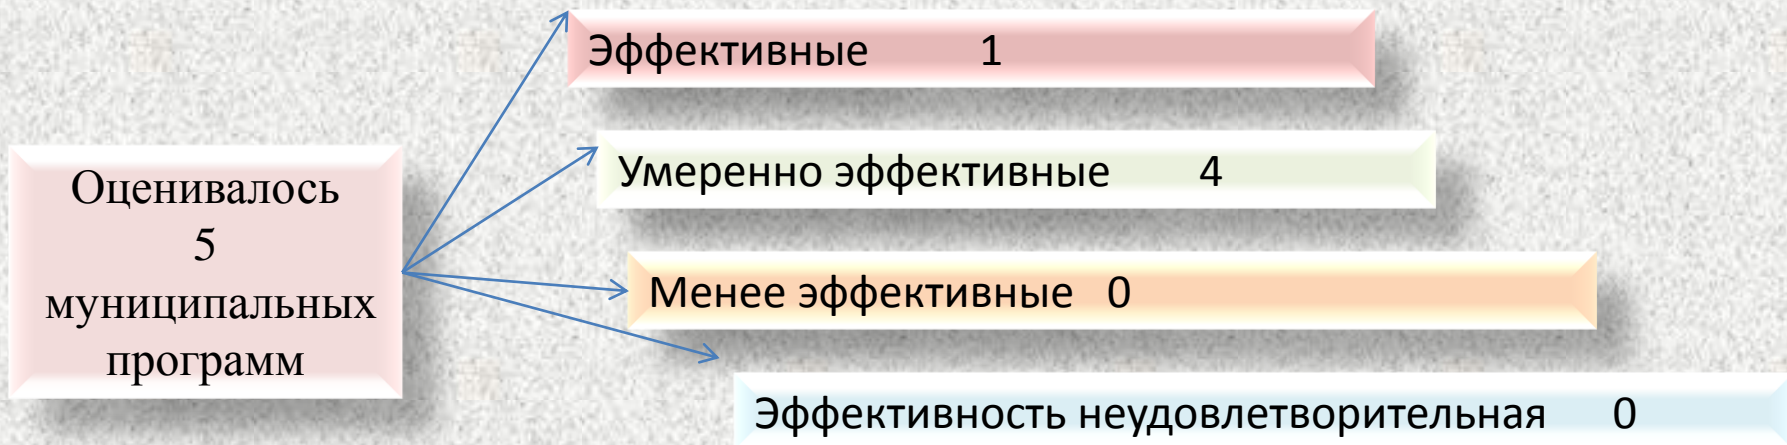 Оценивалось
5
муниципальных
программ
Эффективные 1
Умеренно эффективные 4
Менее эффективные 0
Эффективность неудовлетворительная 0